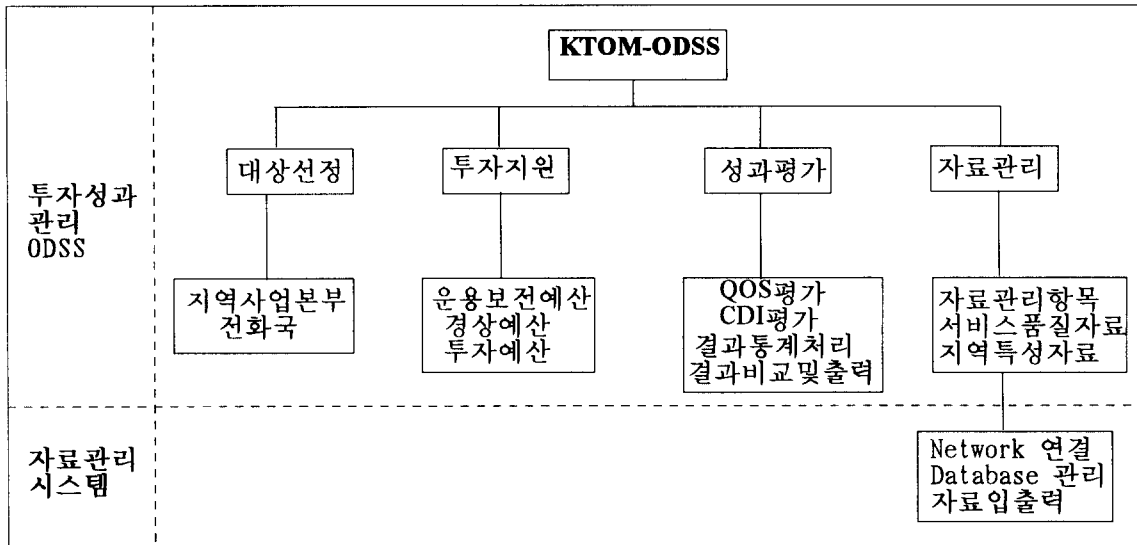 KTOM-ODSS
대상선정
투자지원
성과평가
자료관리
투자성과
관리
ODSS
지역사업본부
전화국
운용보전예산
경상예산
투자예산
QOS평가
CDI평가
결과통계처리
결과비교및출력
자료관리항목
서비스품질자료
지역특성자료
자료관리
시스템
Network 연결
Database 관리
자료입출력